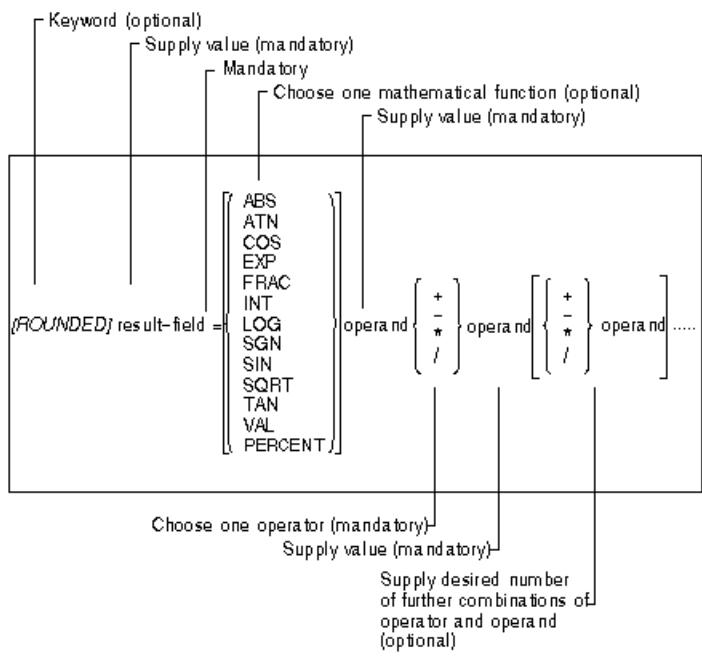 Keyword (optional)
Supply value (mandatory)
Mandatory
Choose one mathematical function (optional)
Supply value (mandatory)
ABS
ATN
COS
EXP
FRAC
INT
[ROUNDED] result-field = LOG operand + - * / operand + - * / operand .....
SGN
SIN
SQRT
TAN
VAL
PERCENT
Choose one operator (mandatory)
Supply value (mandatory)
Supply desired number
of further combinations of
operator and operand
(optional)